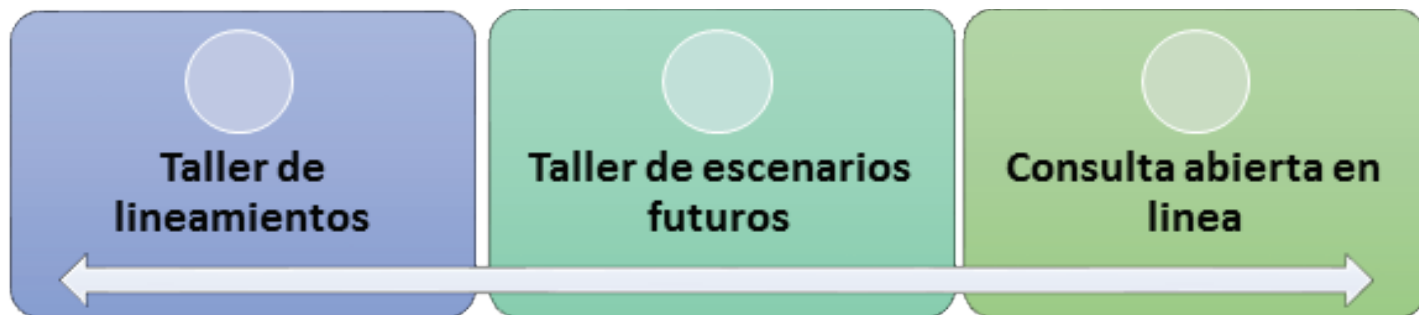 Taller de
lineamientos
Taller de escenarios
futuros
Consulta abierta en
linea